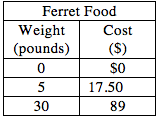 Ferret Food
Weight (pounds) Cost ($)
0 $0
5 17.50
30 89